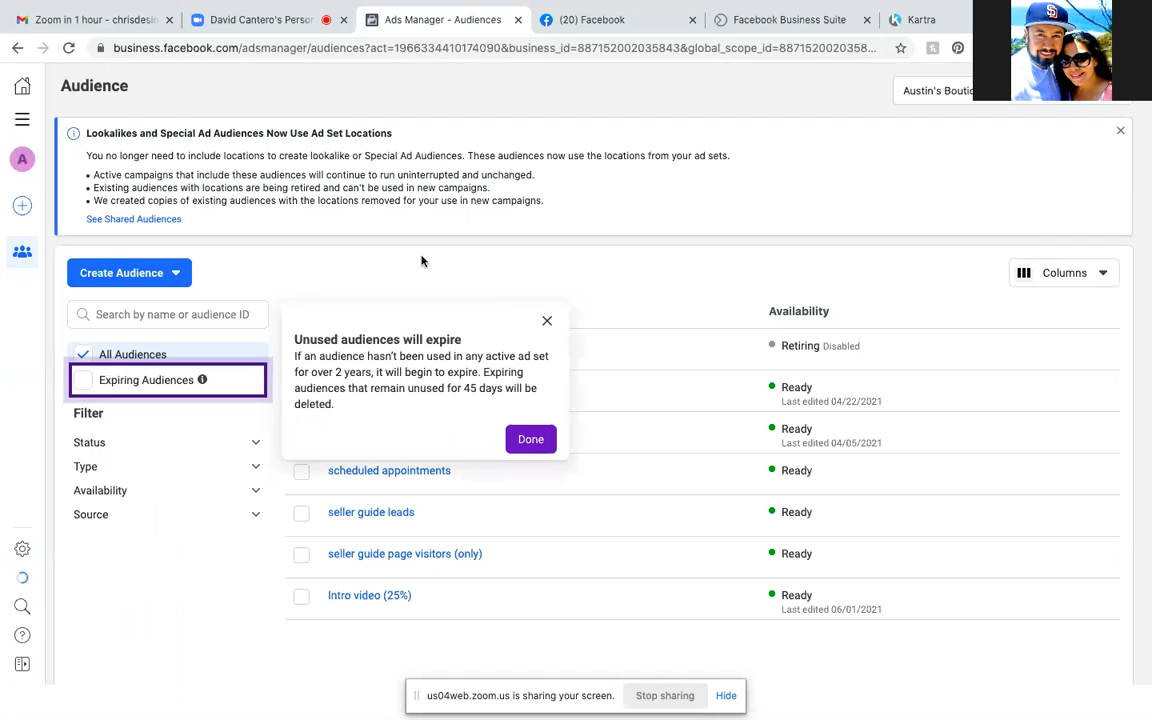 Zoom in 1 hour - chrisdesin
David Cantero's Perso
Ads Manager - Audiences
(20) Facebook
Facebook Business Suite
Kartra
business.facebook.com/adsmanager/audiences?act=1966334410174090&business_id=887152002035843&global_scope_id=8871520020358...
Audience
Austin's Boutic
A
Lookalikes and Special Ad Audiences Now Use Ad Set Locations
You no longer need to include locations to create lookalike or Special Ad Audiences. These audiences now use the locations from your ad sets.
• Active campaigns that include these audiences will continue to run uninterrupted and unchanged.
• Existing audiences with locations are being retired and can't be used in new campaigns.
• We created copies of existing audiences with the locations removed for your use in new campaigns.
See Shared Audiences
Create Audience
Columns
Search by name or audience ID
All Audiences
Expiring Audiences
Filter
Status
Type
Availability
Source
Unused audiences will expire
If an audience hasn't been used in any active ad set
for over 2 years, it will begin to expire. Expiring
audiences that remain unused for 45 days will be
deleted.
Done
Availability
Retiring Disabled
Ready
Last edited 04/22/2021
Ready
Last edited 04/05/2021
scheduled appointments
Ready
seller guide leads
Ready
seller guide page visitors (only)
Ready
Intro video (25%)
Ready
Last edited 06/01/2021
us04web.zoom.us is sharing your screen.
Stop sharing
Hide